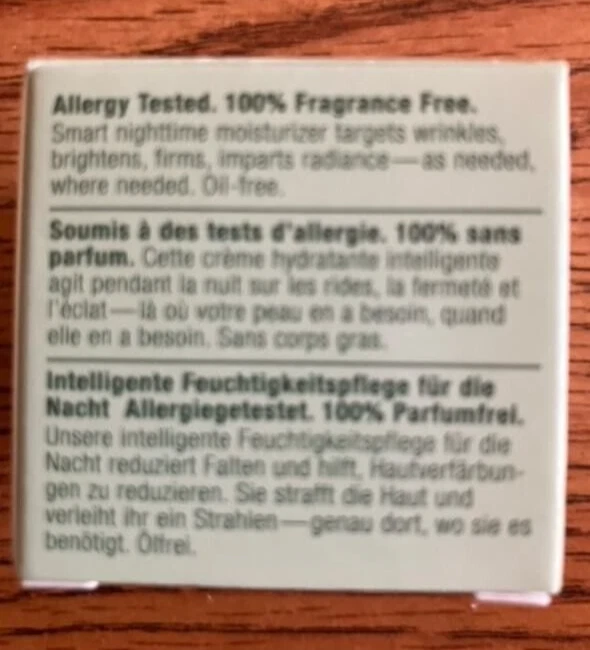 Allergy Tested. 100% Fragrance Free.
Smart nighttime moisturizer targets wrinkles,
brightens, firms, imparts radiance—as needed,
where needed. Oil-free.
Soumis à des tests d'allergie. 100% sans
parfum. Cette crème hydratante intelligente
agit pendant la nuit sur les rides, la fermeté et
l'éclat—là où votre peau en a besoin, quand
elle en a besoin. Sans corps gras.
Intelligente Feuchtigkeitspflege für die
Nacht Allergiegetestet. 100% Parfumfrei.
Unsere intelligente Feuchtigkeitspflege für die
Nacht reduziert Falten und hilft, Hautverfärbun-
gen zu reduzieren. Sie strafft die Haut und
verleiht ihr ein Strahlen—genau dort, wo sie es
benötigt. Ölfrei.